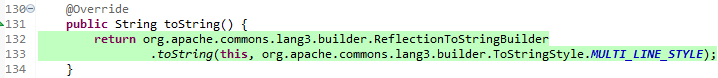 130 @Override
131 public String toString() {
132 return org.apache.commons.lang3.builder.ReflectionToStringBuilder
133 .toString(this, org.apache.commons.lang3.builder.ToStringStyle.MULTI_LINE_STYLE);
134 }